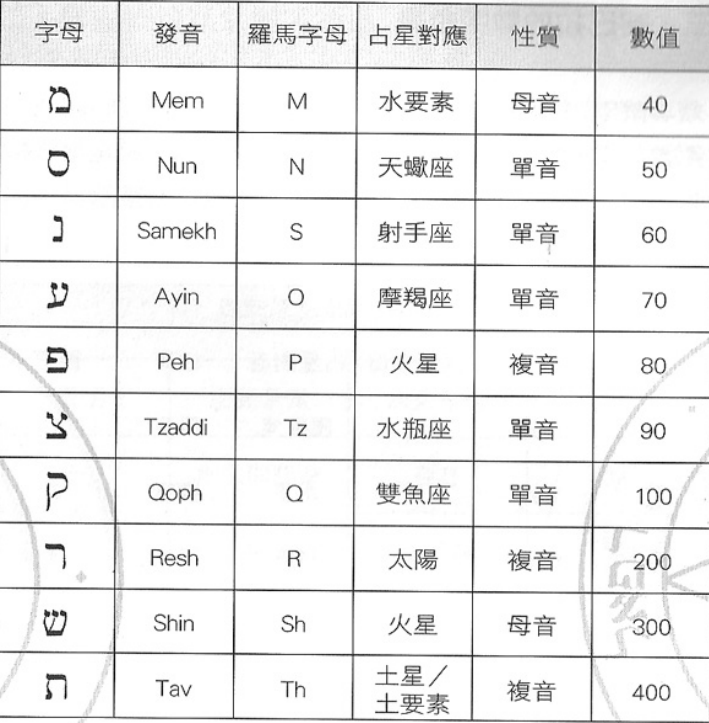 字母 發音 羅馬字母 占星對應 性質 數值
מ Mem M 水要素 母音 40
ס Nun N 天蠍座 單音 50
נ Samekh S 射手座 單音 60
ע Ayin O 摩羯座 單音 70
פ Peh P 火星 複音 80
צ Tzaddi Tz 水瓶座 單音 90
ק Qoph Q 雙魚座 單音 100
ר Resh R 太陽 複音 200
ש Shin Sh 火星 母音 300
ת Tav Th 土星／
土要素 複音 400